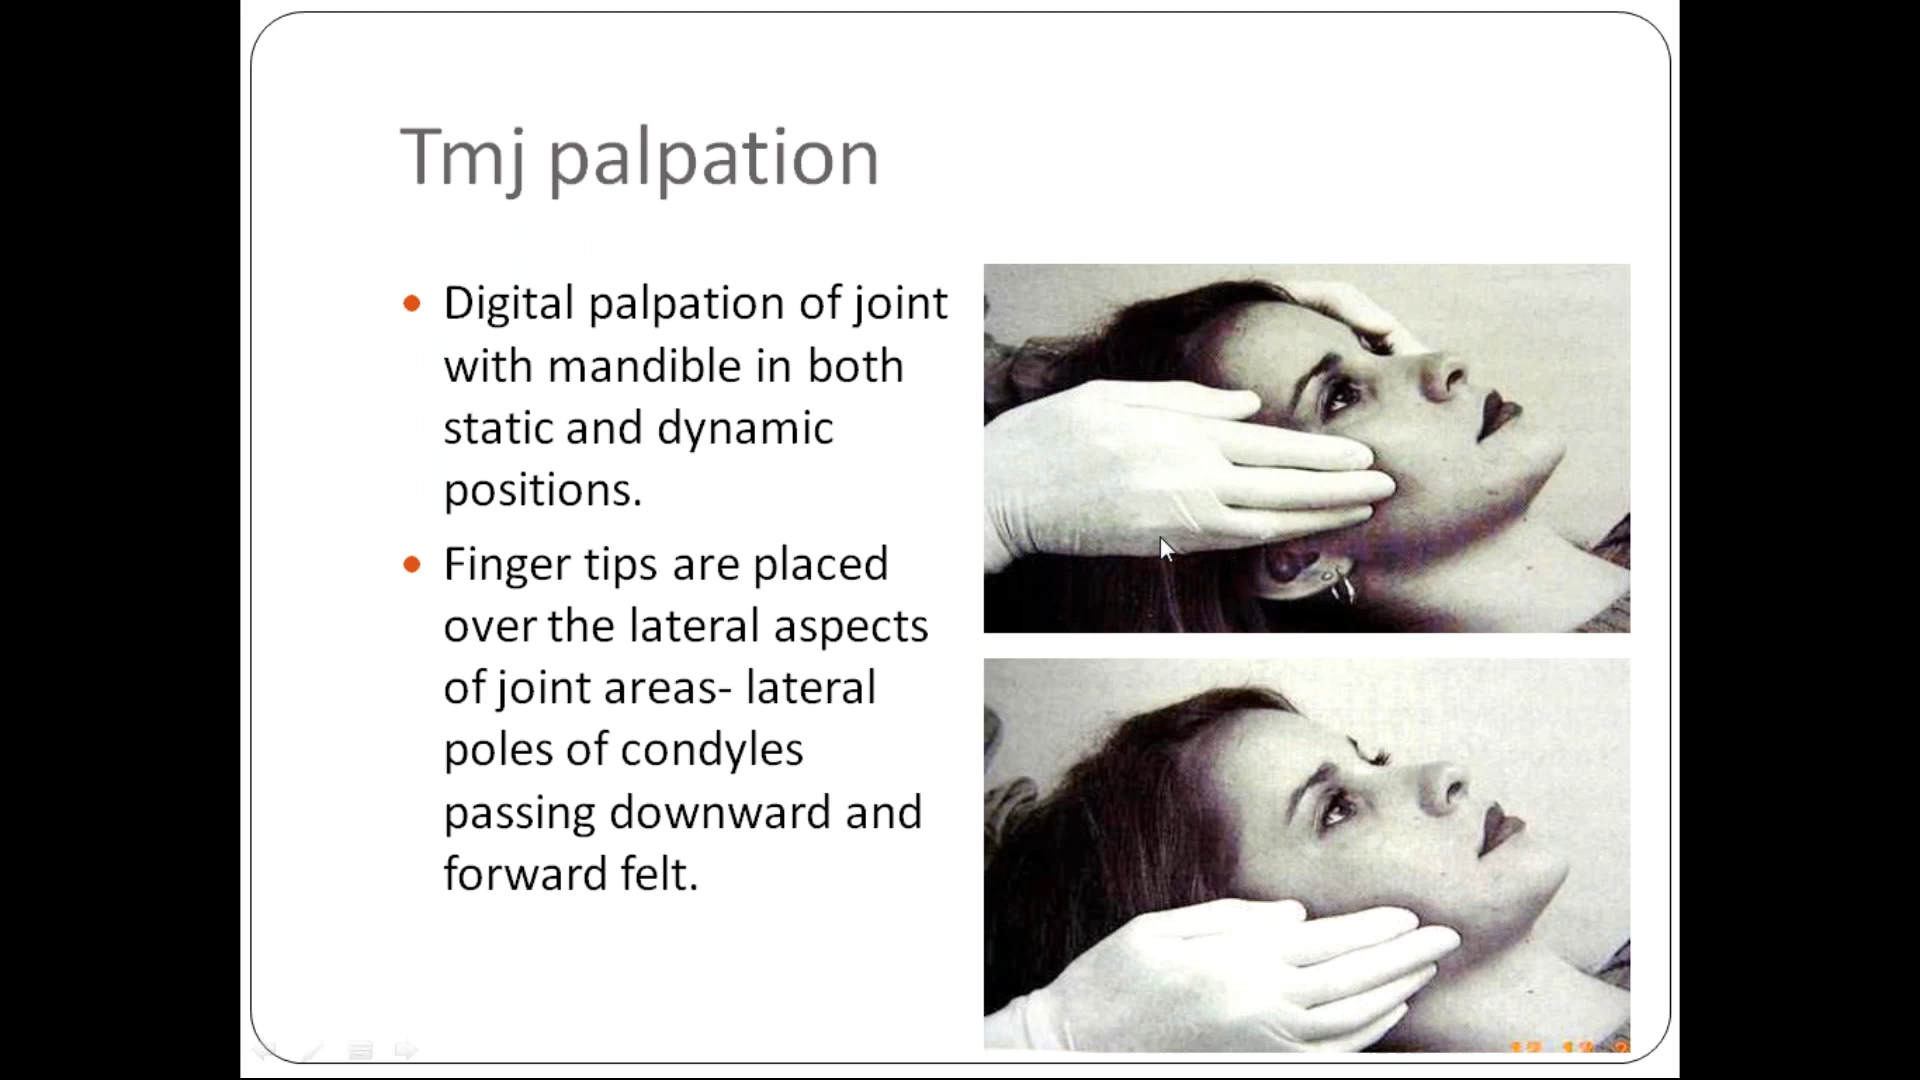 Tmj palpation
Digital palpation of joint
with mandible in both
static and dynamic
positions.
Finger tips are placed
over the lateral aspects
of joint areas- lateral
poles of condyles
passing downward and
forward felt.